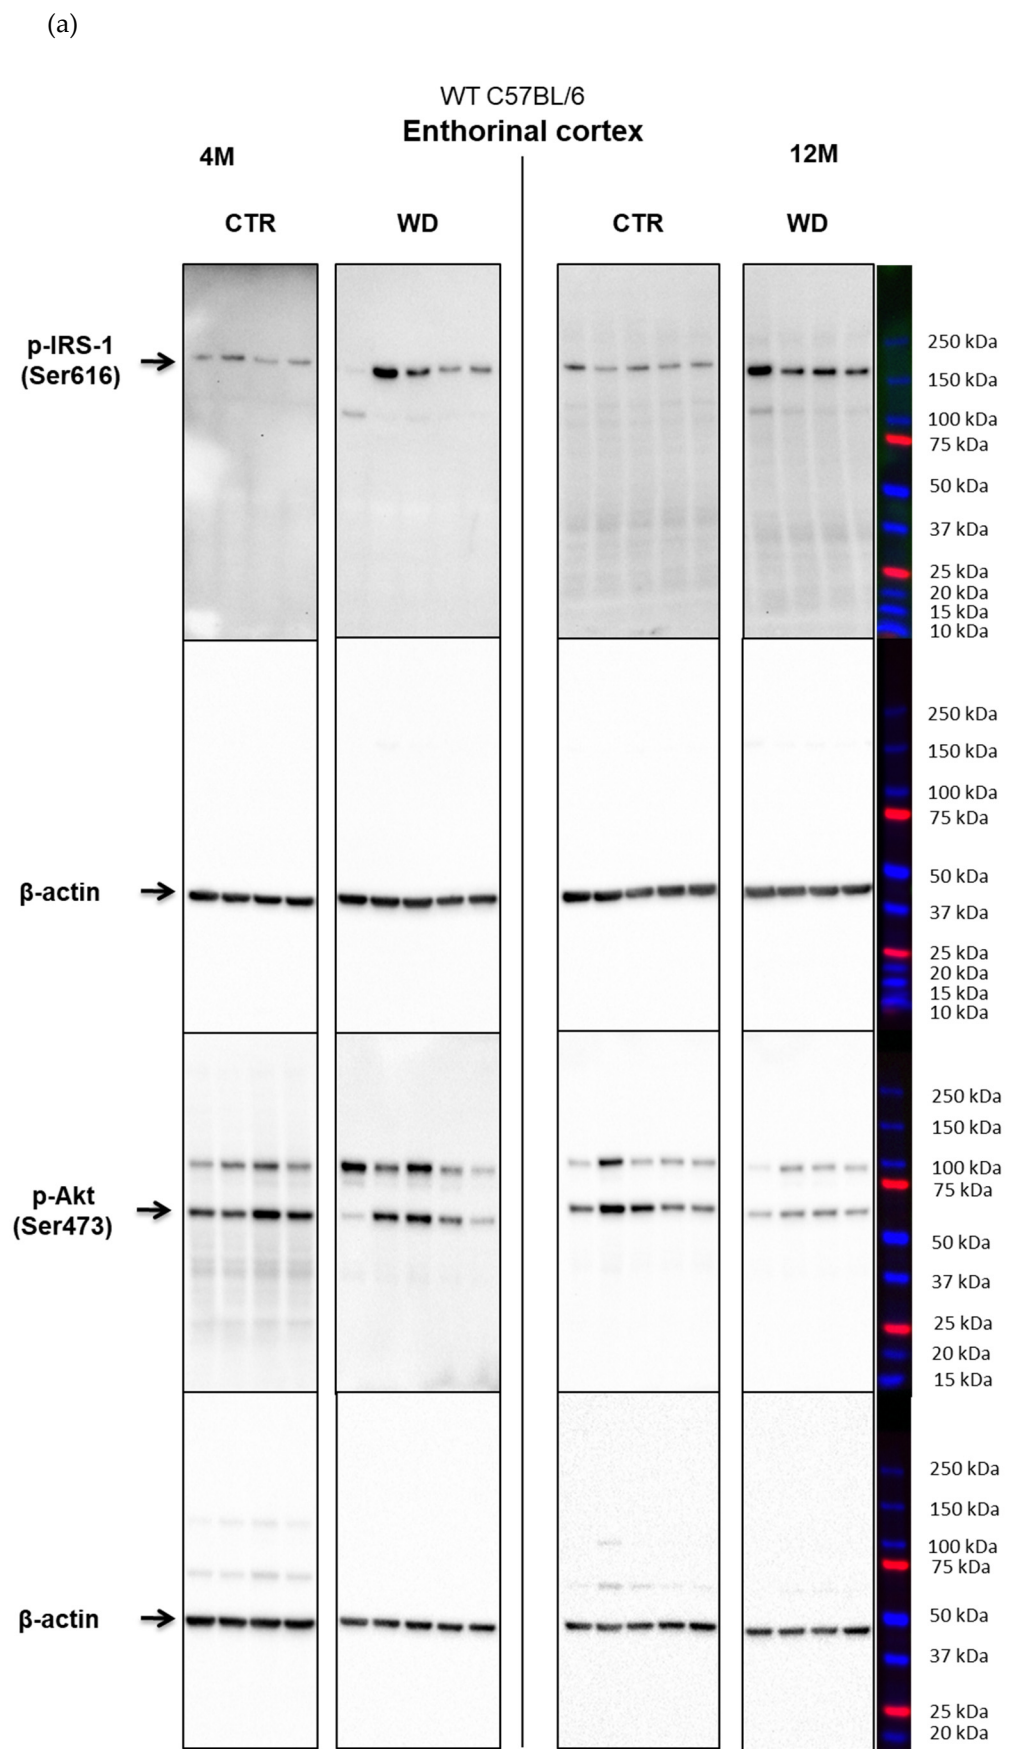 (a)
WT C57BL/6
Enthorinal cortex
4M
12M
CTR
WD
CTR
WD
p-IRS-1
(Ser616)
250 kDa
150 kDa
100 kDa
75 kDa
50 kDa
37 kDa
25 kDa
20 kDa
15 kDa
10 kDa
β-actin
250 kDa
150 kDa
100 kDa
75 kDa
50 kDa
37 kDa
25 kDa
20 kDa
15 kDa
10 kDa
p-Akt
(Ser473)
250 kDa
150 kDa
100 kDa
75 kDa
50 kDa
37 kDa
25 kDa
20 kDa
15 kDa
β-actin
250 kDa
150 kDa
100 kDa
75 kDa
50 kDa
37 kDa
25 kDa
20 kDa